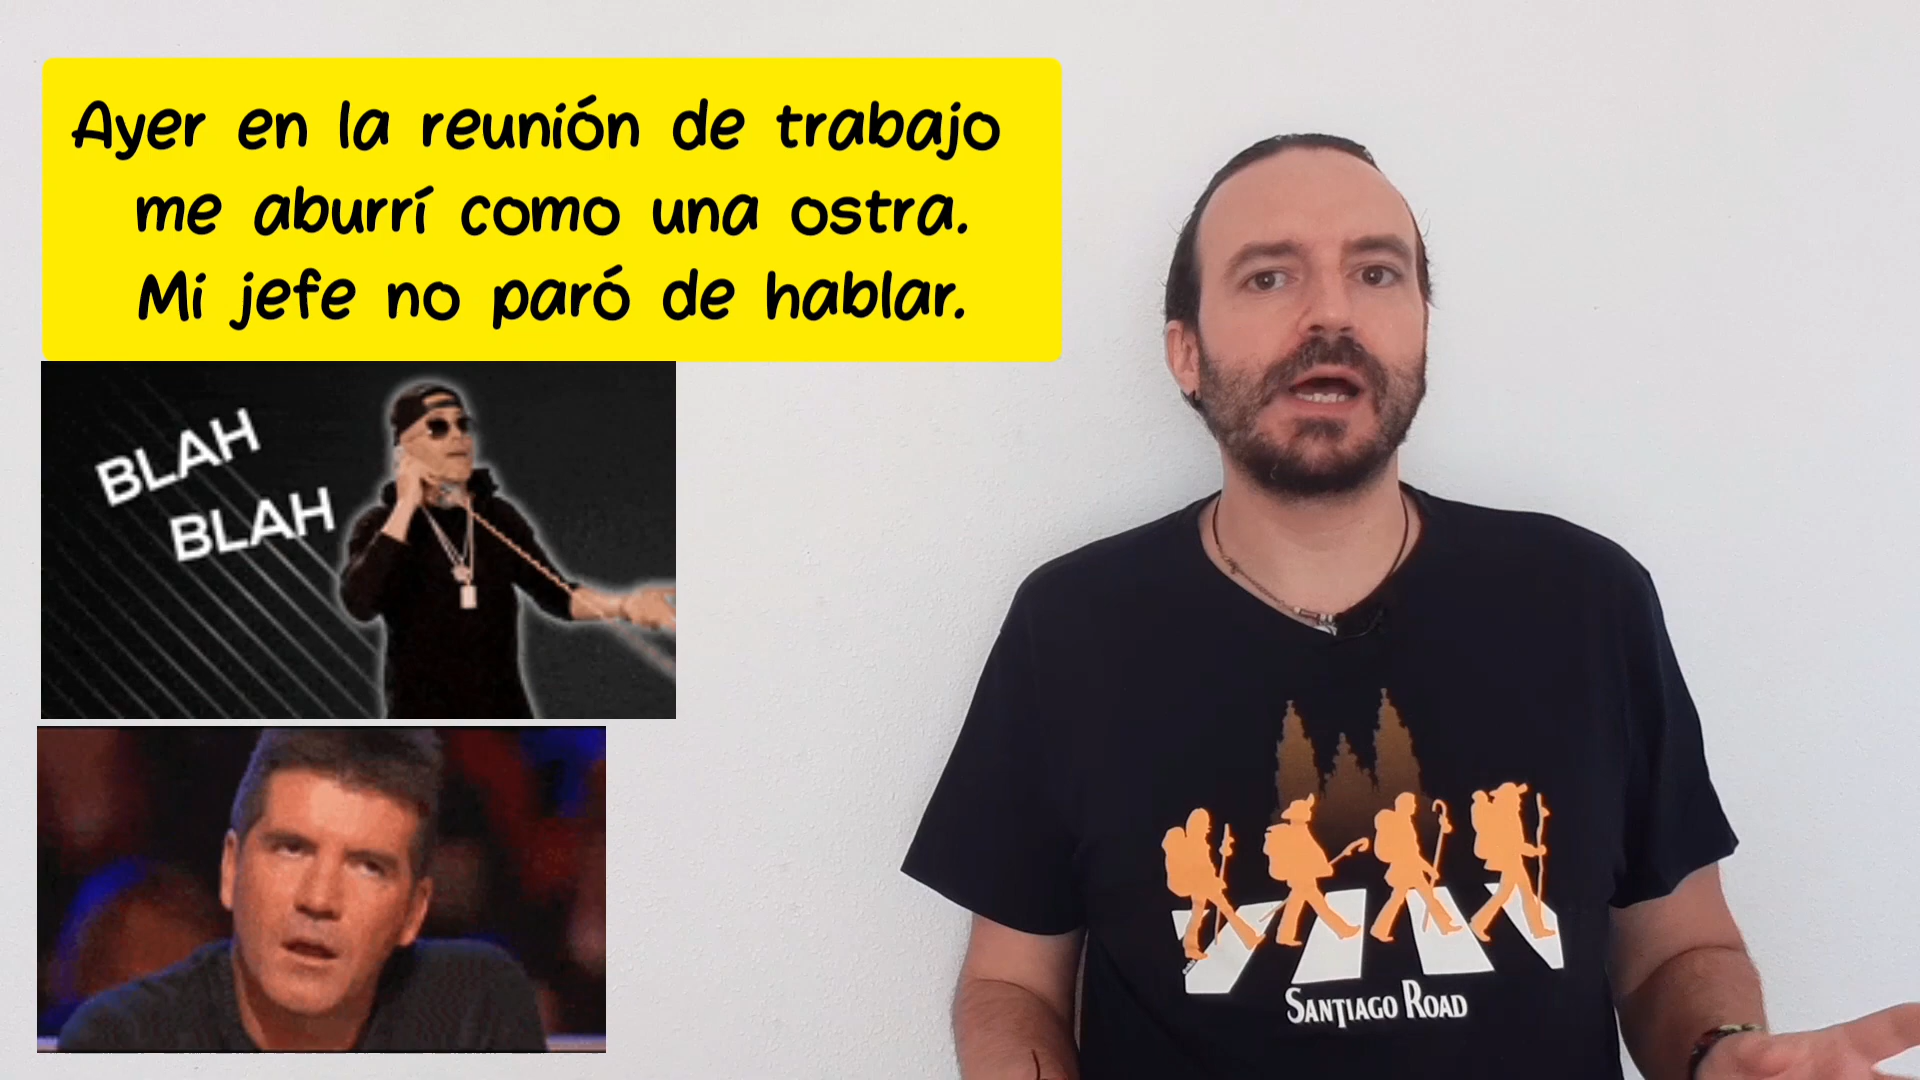 Ayer en la reunión de trabajo
me aburrí como una ostra.
Mi jefe no paró de hablar.
BLAH
BLAH
SANTIAGO ROAD